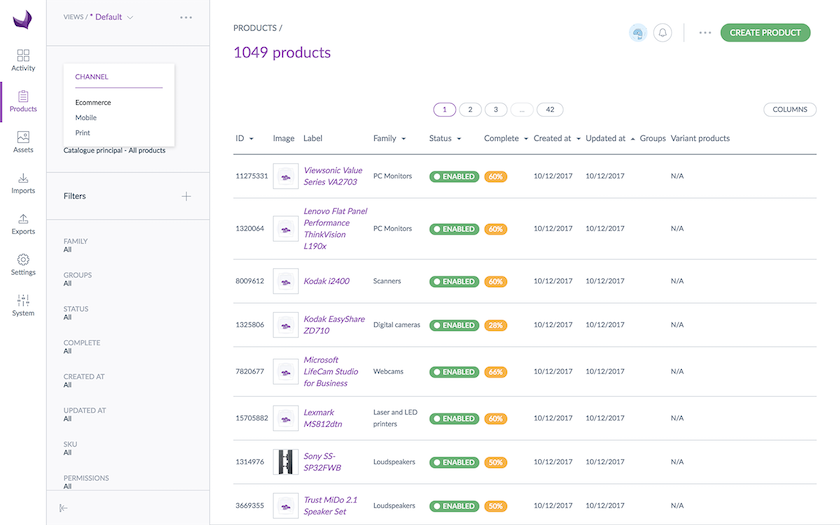 VIEWS / * Default
Activity
Products
Assets
Imports
Exports
Settings
System
CHANNEL
Ecommerce
Mobile
Print
Catalogue principal - All products
Filters
FAMILY
All
GROUPS
All
STATUS
All
COMPLETE
All
CREATED AT
All
UPDATED AT
All
SKU
All
PERMISSIONS
All
PRODUCTS /
CREATE PRODUCT
1049 products
1 2 3 ... 42
COLUMNS
ID Image Label Family Status Complete Created at Updated at Groups Variant products
11275331 Viewsonic Value Series VA2703 PC Monitors ENABLED 60% 10/12/2017 10/12/2017 N/A
1320064 Lenovo Flat Panel Performance ThinkVision L190x PC Monitors ENABLED 60% 10/12/2017 10/12/2017 N/A
8009612 Kodak i2400 Scanners ENABLED 60% 10/12/2017 10/12/2017 N/A
1325806 Kodak EasyShare ZD710 Digital cameras ENABLED 28% 10/12/2017 10/12/2017 N/A
7820677 Microsoft LifeCam Studio for Business Webcams ENABLED 66% 10/12/2017 10/12/2017 N/A
15705882 Lexmark MS812dtn Laser and LED printers ENABLED 60% 10/12/2017 10/12/2017 N/A
1314976 Sony SS-SP32FWB Loudspeakers ENABLED 50% 10/12/2017 10/12/2017 N/A
3669355 Trust MiDo 2.1 Speaker Set Loudspeakers ENABLED 50% 10/12/2017 10/12/2017 N/A